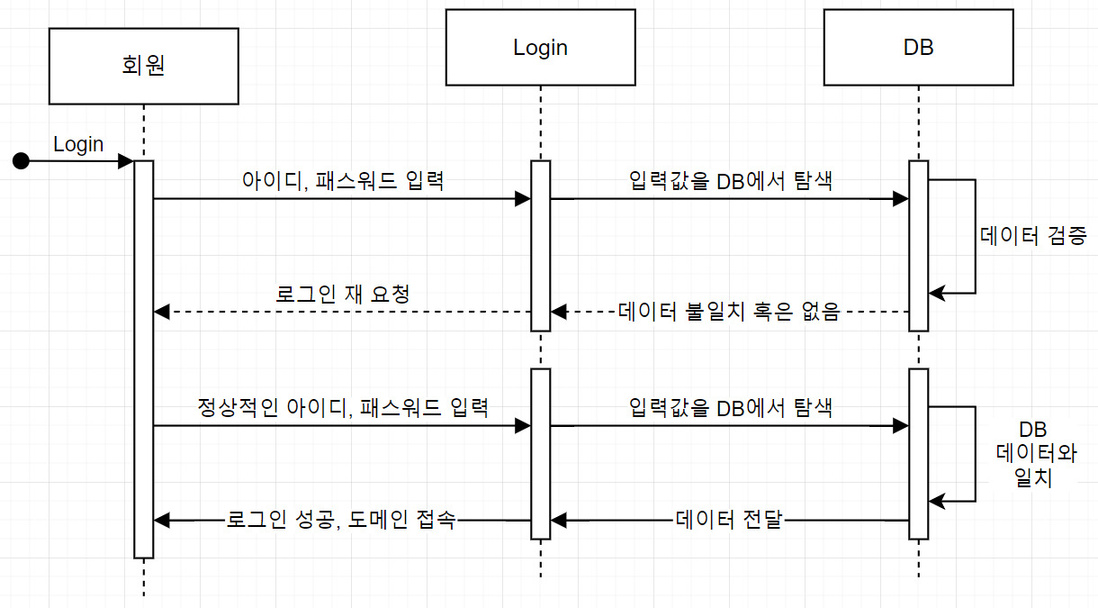 회원
Login
DB
Login
아이디, 패스워드 입력
입력값을 DB에서 탐색
데이터 검증
로그인 재 요청
데이터 불일치 혹은 없음
정상적인 아이디, 패스워드 입력
입력값을 DB에서 탐색
DB
데이터와
일치
로그인 성공, 도메인 접속
데이터 전달